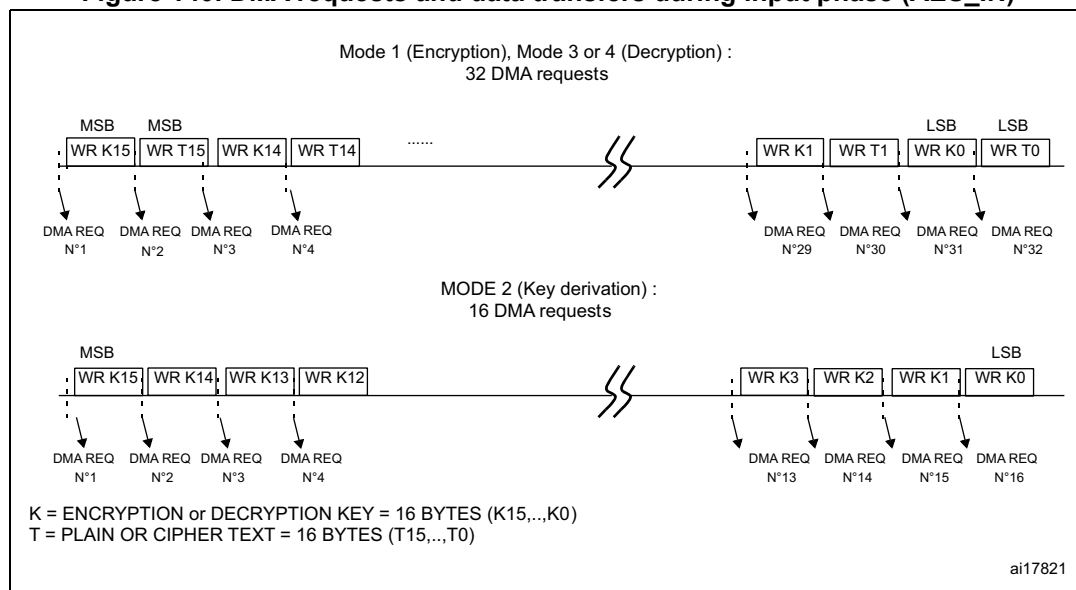 Mode 1 (Encryption), Mode 3 or 4 (Decryption) :
32 DMA requests
MSB MSB LSB LSB
WR K15 WR T15 WR K14 WR T14 ...... WR K1 WR T1 WR K0 WR T0
DMA REQ DMA REQ DMA REQ DMA REQ DMA REQ DMA REQ DMA REQ DMA REQ
N°1 N°2 N°3 N°4 N°29 N°30 N°31 N°32
MODE 2 (Key derivation) :
16 DMA requests
MSB LSB
WR K15 WR K14 WR K13 WR K12 WR K3 WR K2 WR K1 WR K0
DMA REQ DMA REQ DMA REQ DMA REQ DMA REQ DMA REQ DMA REQ DMA REQ
N°1 N°2 N°3 N°4 N°13 N°14 N°15 N°16
K = ENCRYPTION or DECRYPTION KEY = 16 BYTES (K15,..,K0)
T = PLAIN OR CIPHER TEXT = 16 BYTES (T15,..,T0)
ai17821